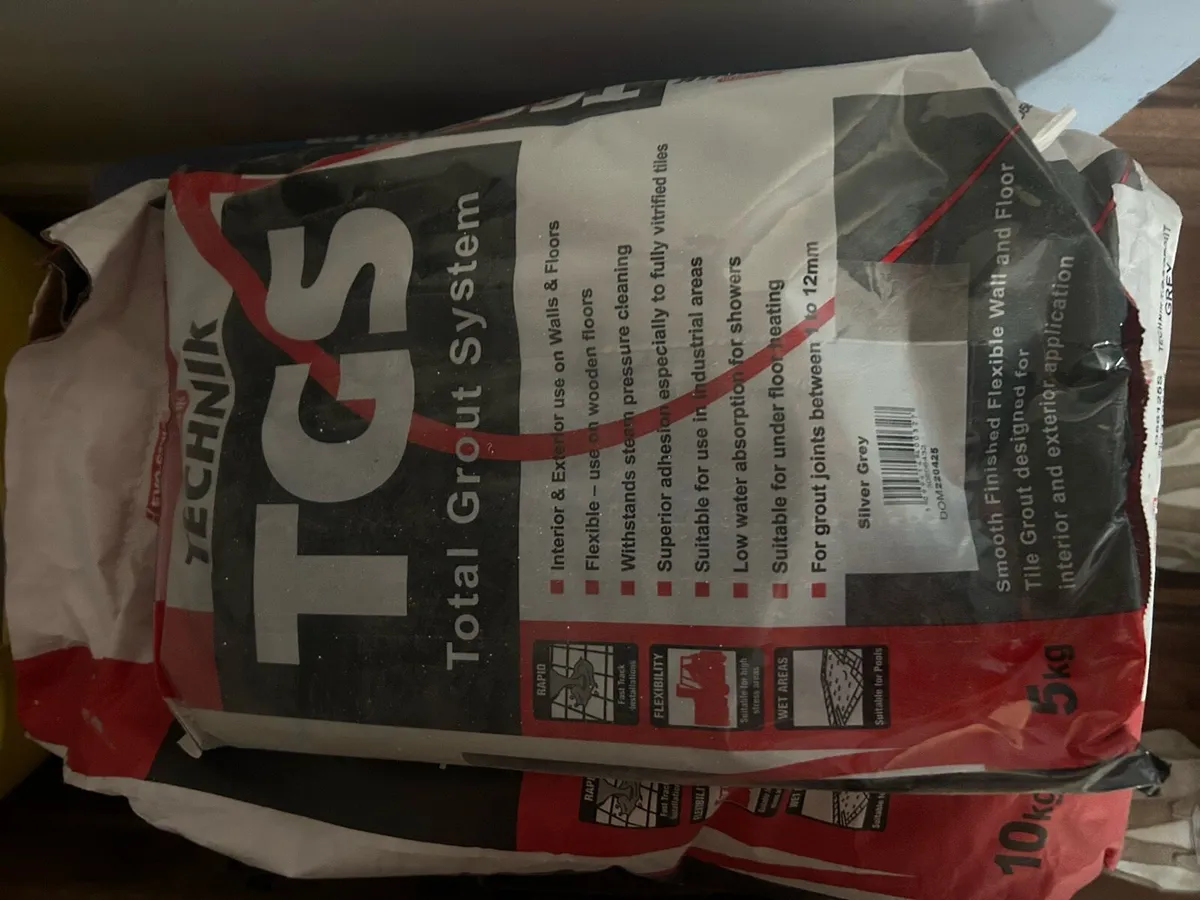 TECHNIK
TGS
Total Grout System
Interior & Exterior use on Walls & Floors
Flexible – use on wooden floors
Withstands steam pressure cleaning
Superior adhesion especially to fully vitrified tiles
Suitable for use in industrial areas
Low water absorption for showers
Suitable for under floor heating
For grout joints between 1 to 12mm
Silver Grey
DOM220425
Smooth Finished Flexible Wall and Floor
Tile Grout designed for
interior and exterior application
RAPID
Fast Track
Installations
FLEXIBILITY
Suitable for high
stress areas
WET AREAS
Suitable for Pools
5kg
10kg
GREY